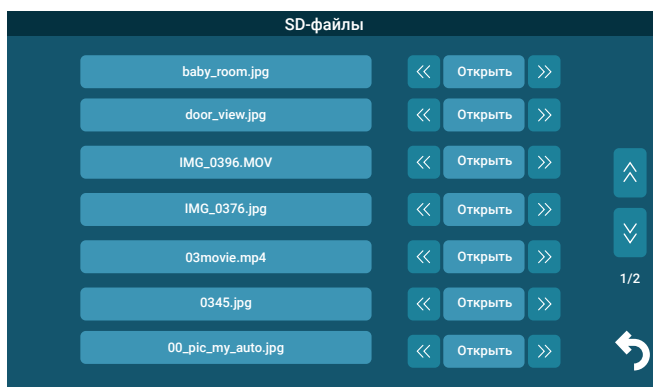 SD-файлы
baby_room.jpg Открыть
door_view.jpg Открыть
IMG_0396.MOV Открыть
IMG_0376.jpg Открыть
03movie.mp4 Открыть
0345.jpg Открыть
00_pic_my_auto.jpg Открыть
1/2